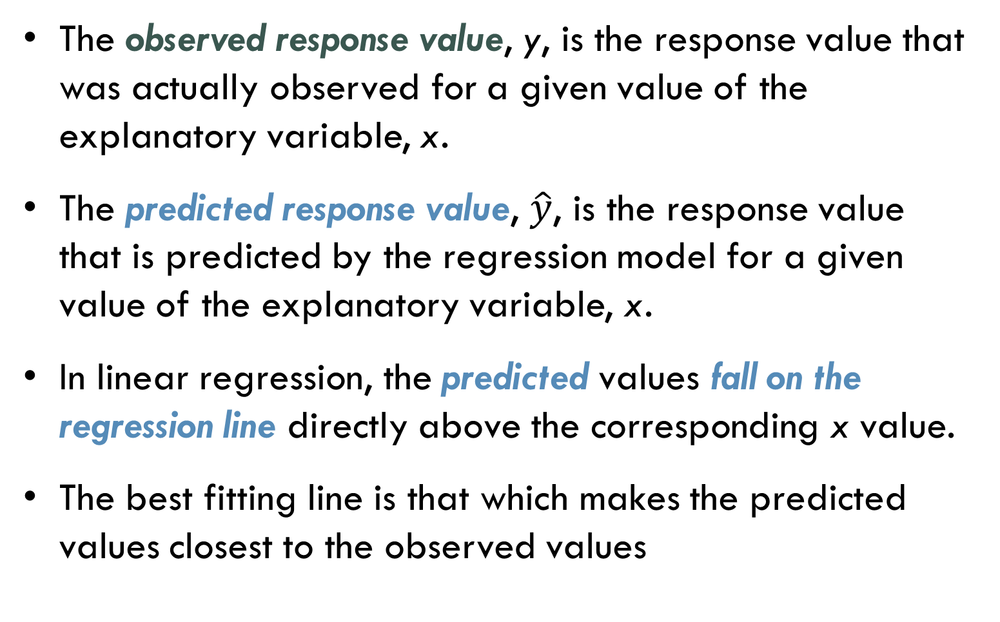 • The observed response value, y, is the response value that
was actually observed for a given value of the
explanatory variable, x.
• The predicted response value, ŷ, is the response value
that is predicted by the regression model for a given
value of the explanatory variable, x.
• In linear regression, the predicted values fall on the
regression line directly above the corresponding x value.
• The best fitting line is that which makes the predicted
values closest to the observed values